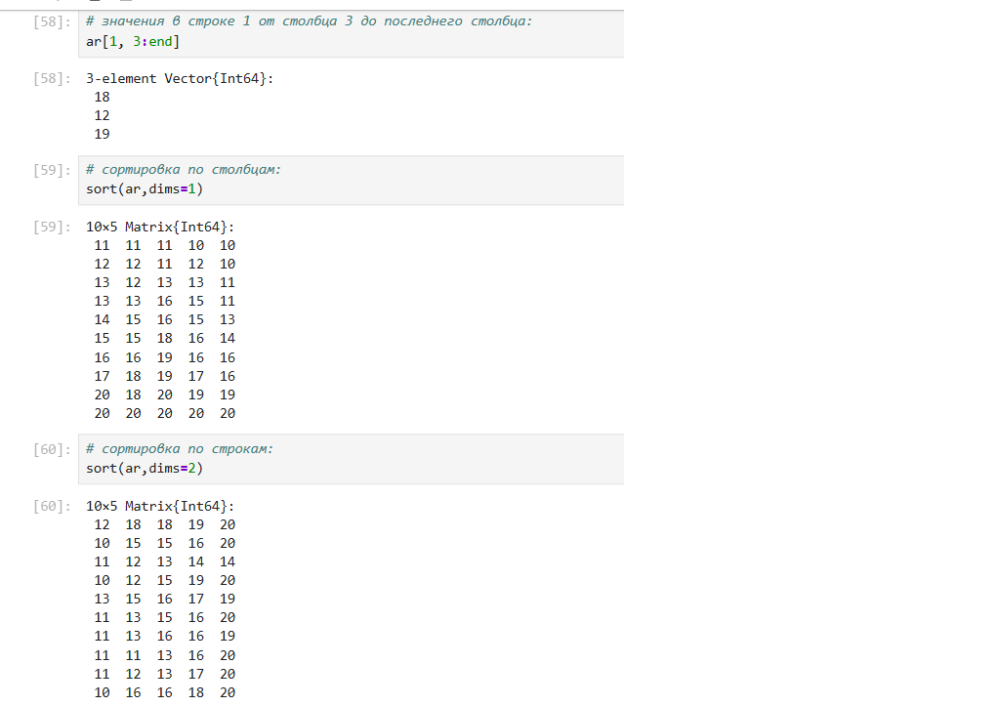 [58]: # значения в строке 1 от столбца 3 до последнего столбца:
ar[1, 3:end]
[58]: 3-element Vector{Int64}:
18
12
19
[59]: # сортировка по столбцам:
sort(ar,dims=1)
[59]: 10×5 Matrix{Int64}:
11 11 11 10 10
12 12 11 12 10
13 12 13 13 11
13 13 16 15 11
14 15 16 15 13
15 15 18 16 14
16 16 19 16 16
17 18 19 17 16
20 18 20 19 19
20 20 20 20 20
[60]: # сортировка по строкам:
sort(ar,dims=2)
[60]: 10×5 Matrix{Int64}:
12 18 18 19 20
10 15 15 16 20
11 12 13 14 14
10 12 15 19 20
13 15 16 17 19
11 13 15 16 20
11 13 16 16 19
11 11 13 16 20
11 12 13 17 20
10 16 16 18 20